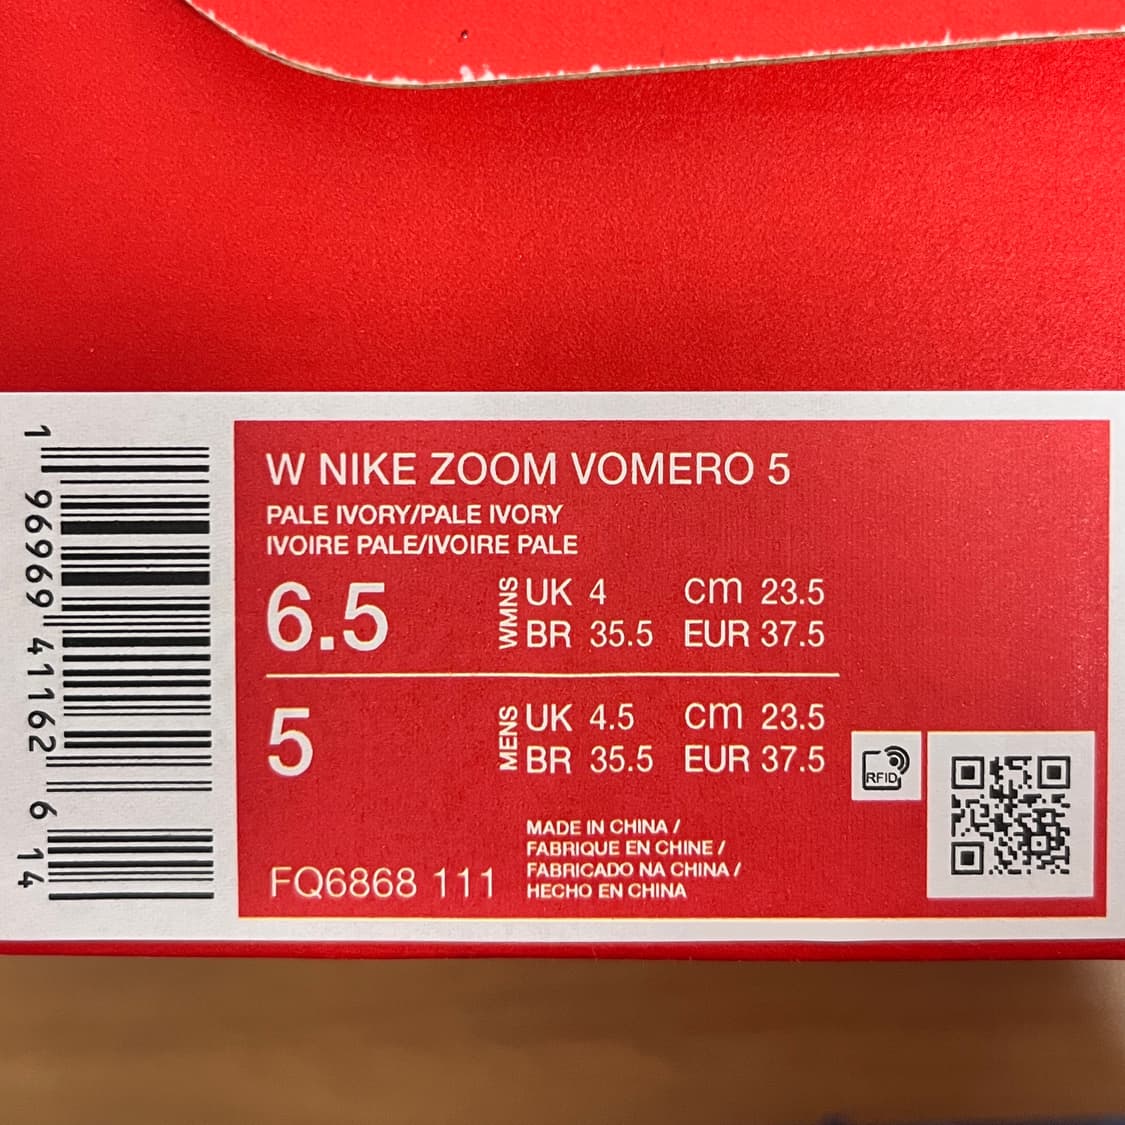 W NIKE ZOOM VOMERO 5
PALE IVORY/PALE IVORY
IVOIRE PALE/IVOIRE PALE
6.5 WMNS UK 4 cm 23.5
BR 35.5 EUR 37.5
5 MENS UK 4.5 cm 23.5
BR 35.5 EUR 37.5
MADE IN CHINA /
FABRIQUE EN CHINE /
FABRICADO NA CHINA /
HECHO EN CHINA
FQ6868 111
RFID
1 96969 41162 6 14